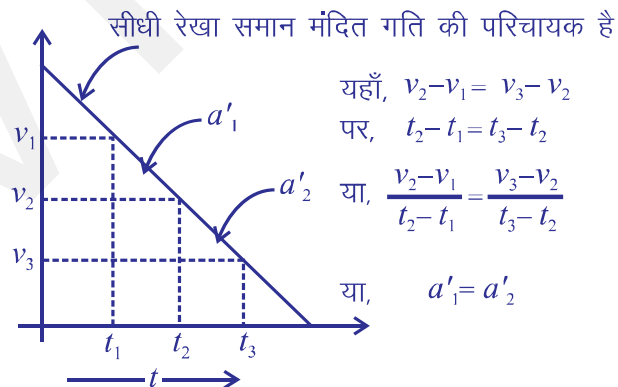 सीधी रेखा समान मंदित गति की परिचायक है
यहाँ, v₂−v₁ = v₃− v₂
पर, t₂− t₁ = t₃− t₂
या, v₂−v₁ / t₂− t₁ = v₃−v₂ / t₃− t₂
या, a′₁= a′₂
a′₁
a′₂
v₁
v₂
v₃
t₁ t₂ t₃
t